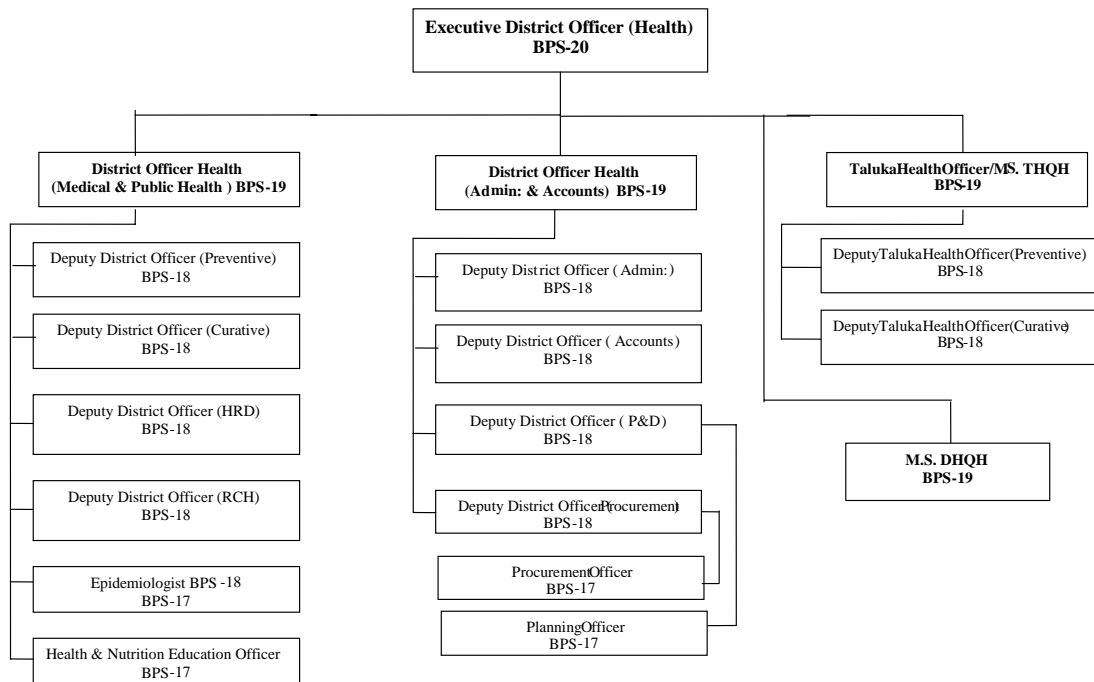 Executive District Officer (Health)
BPS-20
District Officer Health
(Medical & Public Health ) BPS-19
Deputy District Officer (Preventive)
BPS-18
Deputy District Officer (Curative)
BPS-18
Deputy District Officer (HRD)
BPS-18
Deputy District Officer (RCH)
BPS-18
Epidemiologist BPS -18
BPS-17
Health & Nutrition Education Officer
BPS-17
District Officer Health
(Admin: & Accounts) BPS-19
Deputy District Officer ( Admin:)
BPS-18
Deputy District Officer ( Accounts)
BPS-18
Deputy District Officer ( P&D)
BPS-18
Deputy District Officer (Procurement)
BPS-18
ProcurementOfficer
BPS-17
PlanningOfficer
BPS-17
TalukaHealthOfficer/M.S. THQH
BPS-19
DeputyTalukaHealthOfficer(Preventive)
BPS-18
DeputyTalukaHealthOfficer(Curative)
BPS-18
M.S. DHQH
BPS-19